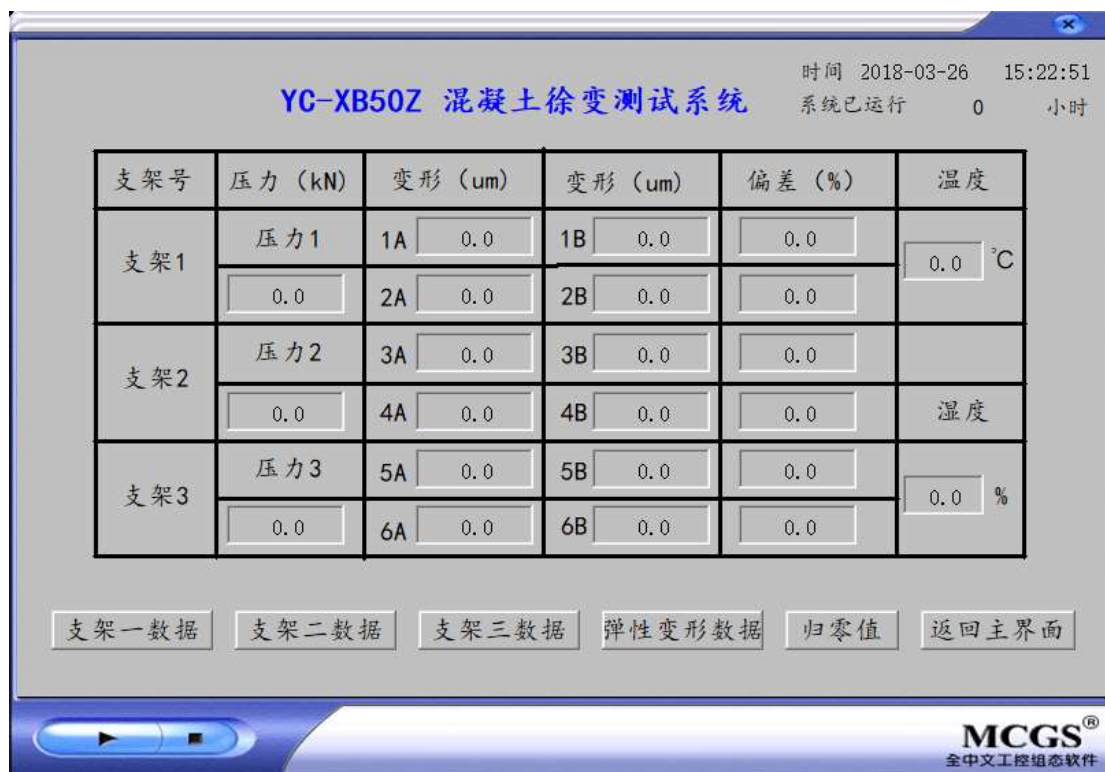 时间 2018-03-26 15:22:51
YC-XB50Z 混凝土徐变测试系统
系统已运行 0 小时
支架号 压力 (kN) 变形 (um) 变形 (um) 偏差 (%) 温度
支架1 压力1 1A 0.0 1B 0.0 0.0 0.0 ℃
0.0 2A 0.0 2B 0.0 0.0
支架2 压力2 3A 0.0 3B 0.0 0.0
0.0 4A 0.0 4B 0.0 0.0 湿度
支架3 压力3 5A 0.0 5B 0.0 0.0 0.0 %
0.0 6A 0.0 6B 0.0 0.0
支架一数据 支架二数据 支架三数据 弹性变形数据 归零值 返回主界面
MCGS®
全中文工控组态软件